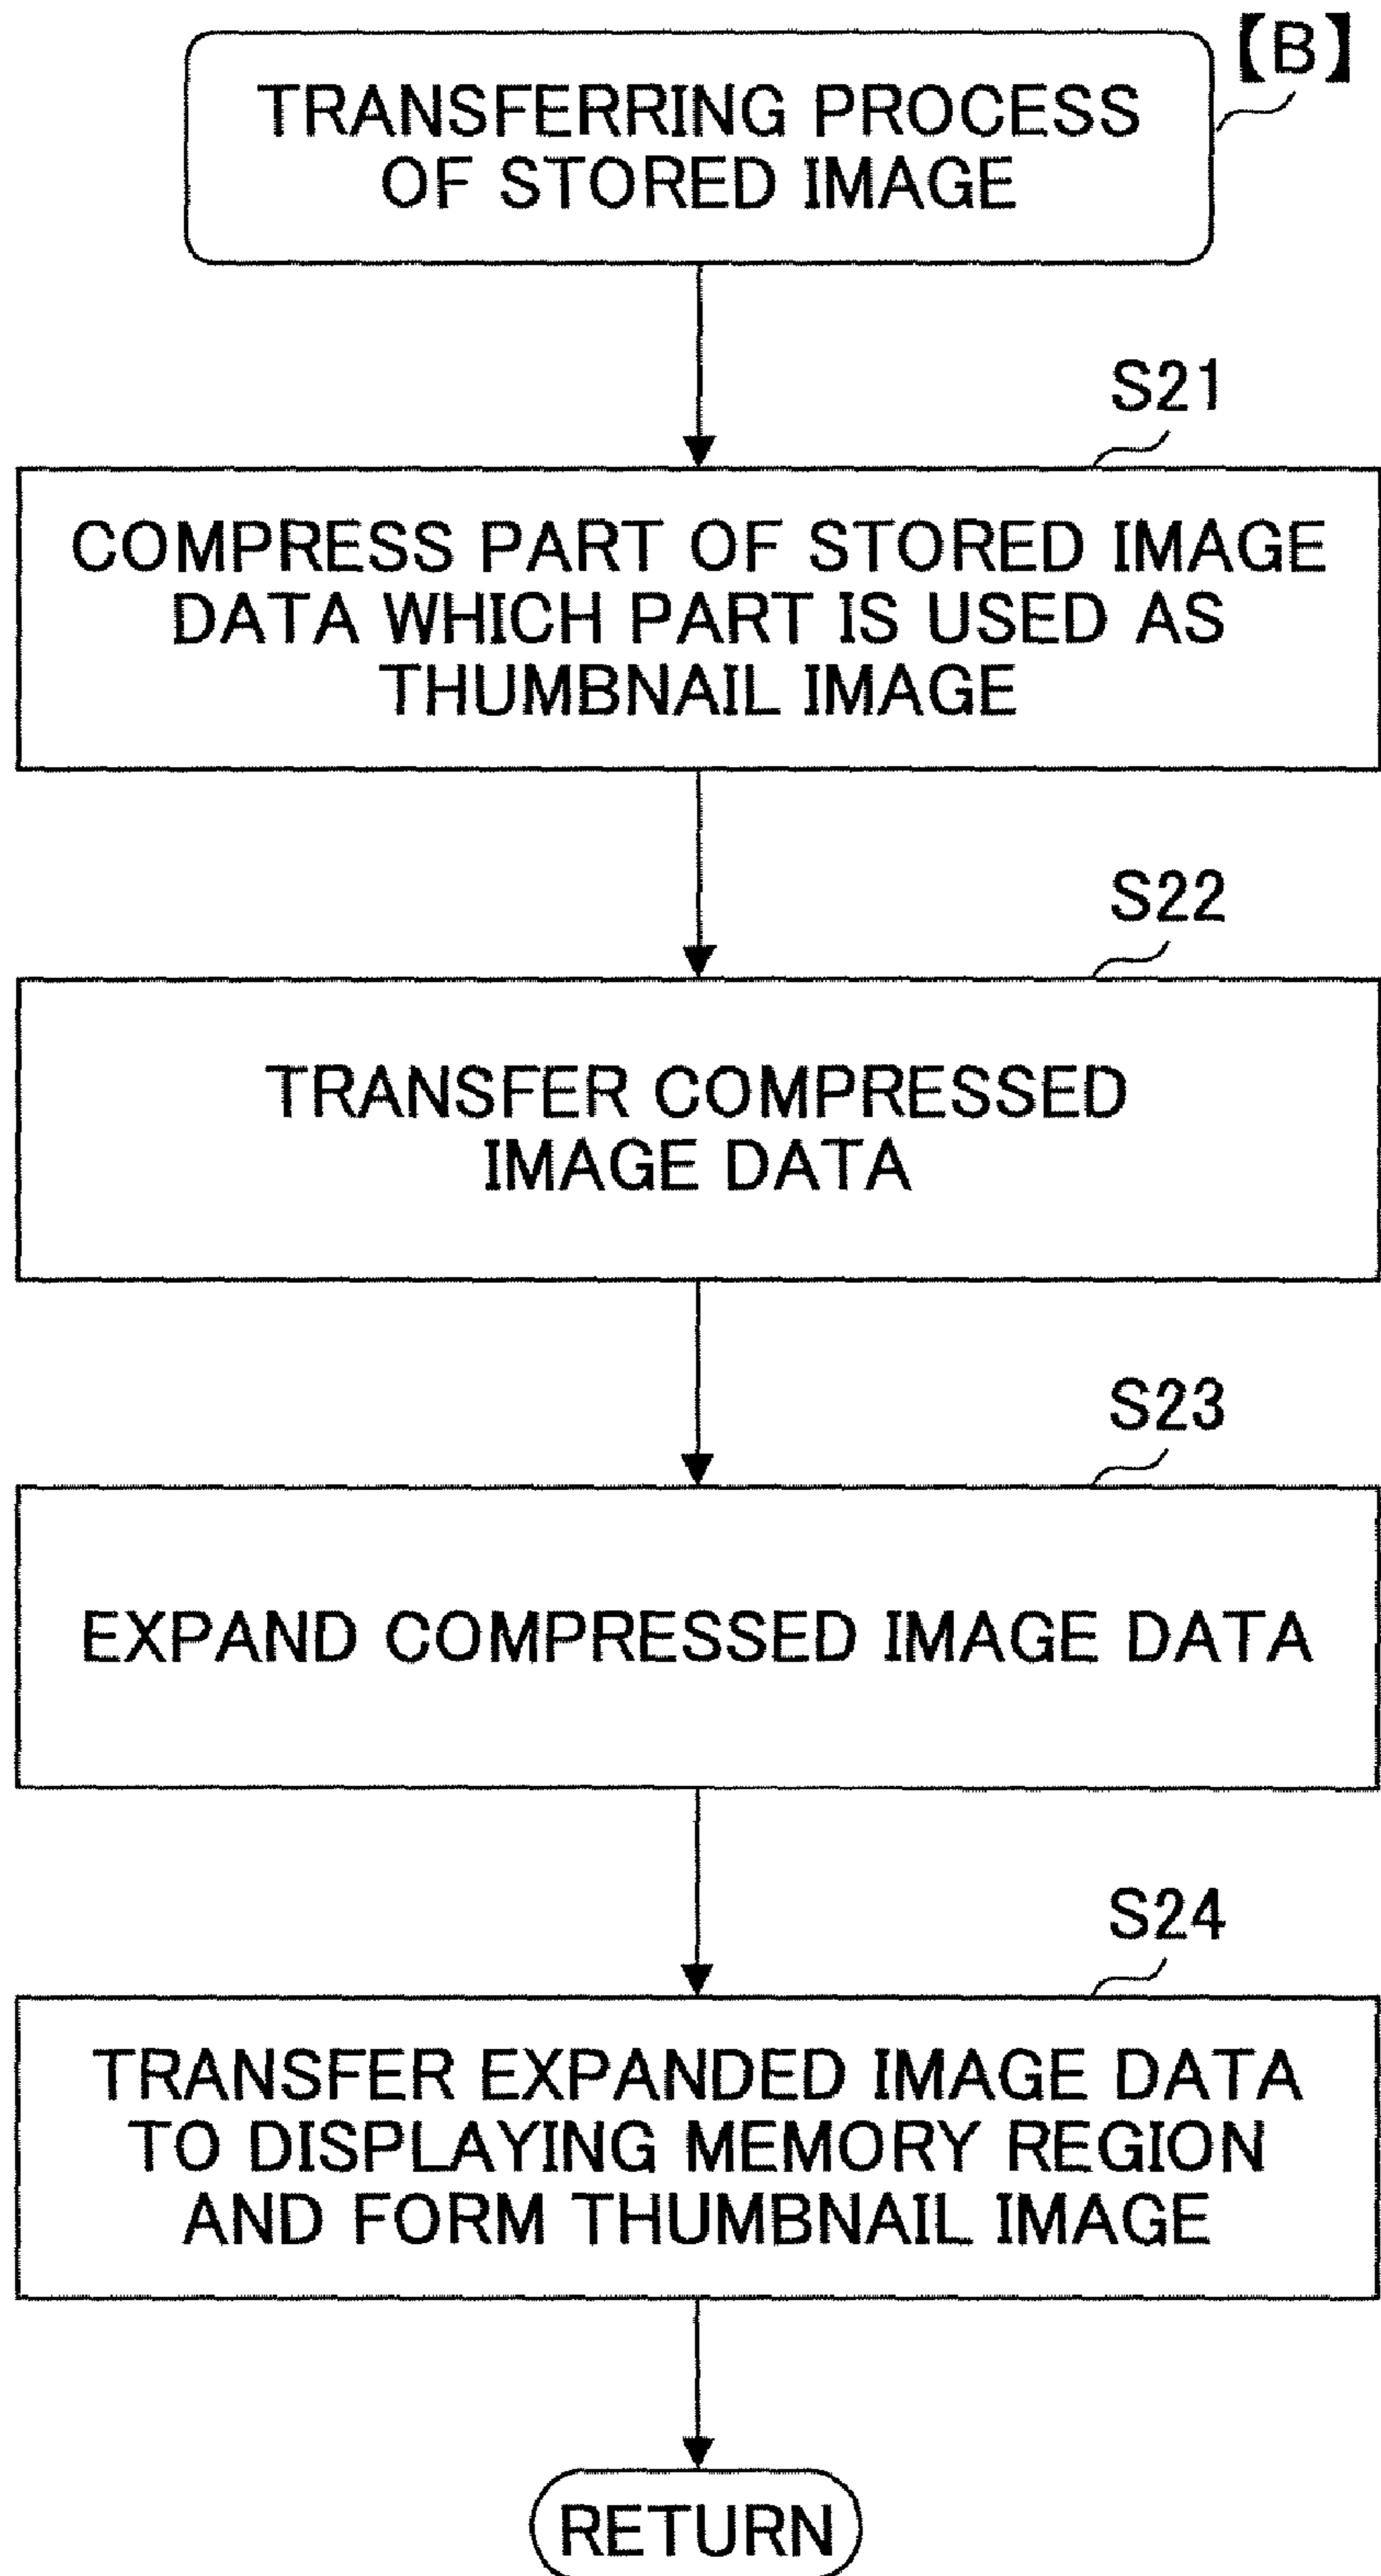 【B】
TRANSFERRING PROCESS
OF STORED IMAGE
S21
COMPRESS PART OF STORED IMAGE
DATA WHICH PART IS USED AS
THUMBNAIL IMAGE
S22
TRANSFER COMPRESSED
IMAGE DATA
S23
EXPAND COMPRESSED IMAGE DATA
S24
TRANSFER EXPANDED IMAGE DATA
TO DISPLAYING MEMORY REGION
AND FORM THUMBNAIL IMAGE
RETURN